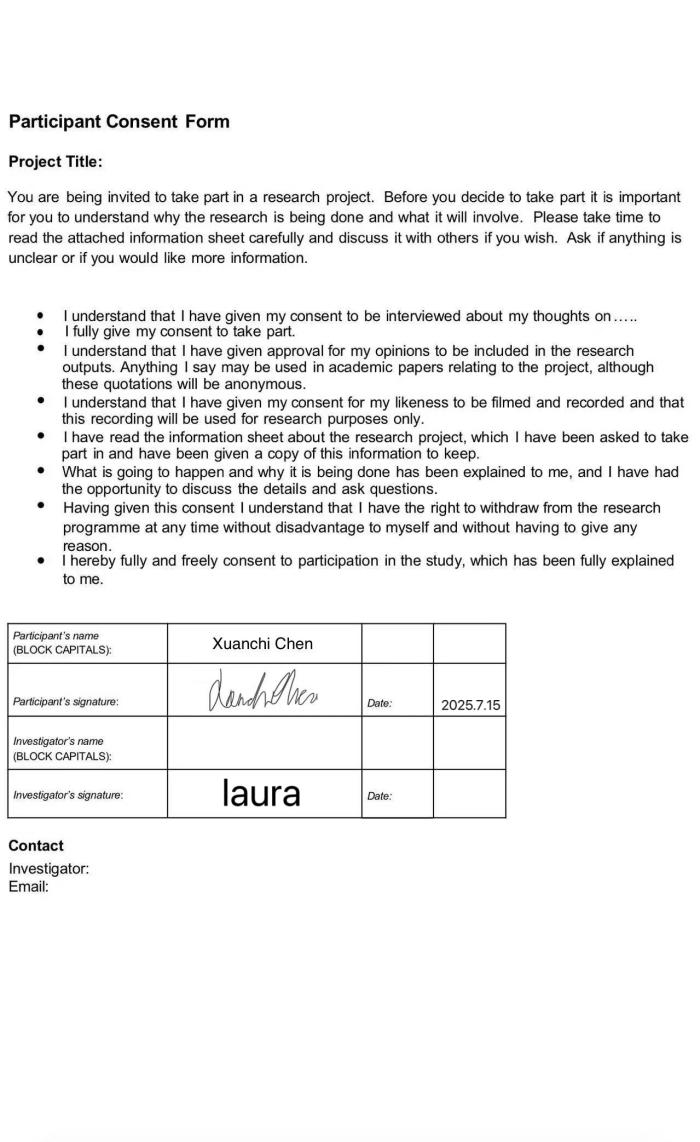 Participant Consent Form
Project Title:
You are being invited to take part in a research project. Before you decide to take part it is important
for you to understand why the research is being done and what it will involve. Please take time to
read the attached information sheet carefully and discuss it with others if you wish. Ask if anything is
unclear or if you would like more information.
• I understand that I have given my consent to be interviewed about my thoughts on…..
• I fully give my consent to take part.
• I understand that I have given approval for my opinions to be included in the research
outputs. Anything I say may be used in academic papers relating to the project, although
these quotations will be anonymous.
• I understand that I have given my consent for my likeness to be filmed and recorded and that
this recording will be used for research purposes only.
• I have read the information sheet about the research project, which I have been asked to take
part in and have been given a copy of this information to keep.
• What is going to happen and why it is being done has been explained to me, and I have had
the opportunity to discuss the details and ask questions.
• Having given this consent I understand that I have the right to withdraw from the research
programme at any time without disadvantage to myself and without having to give any
reason.
• I hereby fully and freely consent to participation in the study, which has been fully explained
to me.
Participant's name
(BLOCK CAPITALS): Xuanchi Chen
Participant's signature: Date: 2025.7.15
Investigator's name
(BLOCK CAPITALS):
Investigator's signature: laura Date:
Contact
Investigator:
Email: